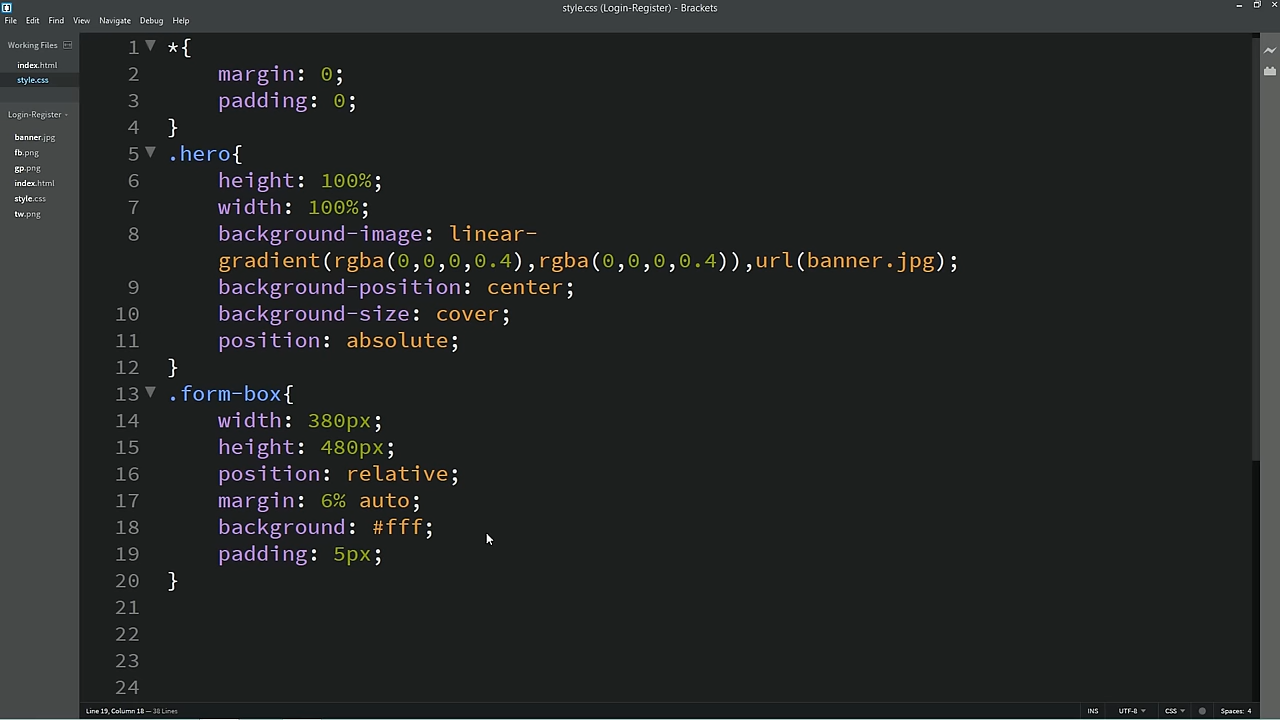 style.css (Login-Register) - Brackets
File Edit Find View Navigate Debug Help
Working Files
index.html
style.css
Login-Register
banner.jpg
fb.png
gp.png
index.html
style.css
tw.png
1 *{
2 margin: 0;
3 padding: 0;
4 }
5 .hero{
6 height: 100%;
7 width: 100%;
8 background-image: linear-
gradient(rgba(0,0,0,0.4),rgba(0,0,0,0.4)),url(banner.jpg);
9 background-position: center;
10 background-size: cover;
11 position: absolute;
12 }
13 .form-box{
14 width: 380px;
15 height: 480px;
16 position: relative;
17 margin: 6% auto;
18 background: #fff;
19 padding: 5px;
20 }
21
22
23
24
Line 19, Column 18 — 38 Lines
INS UTF-8 CSS Spaces: 4